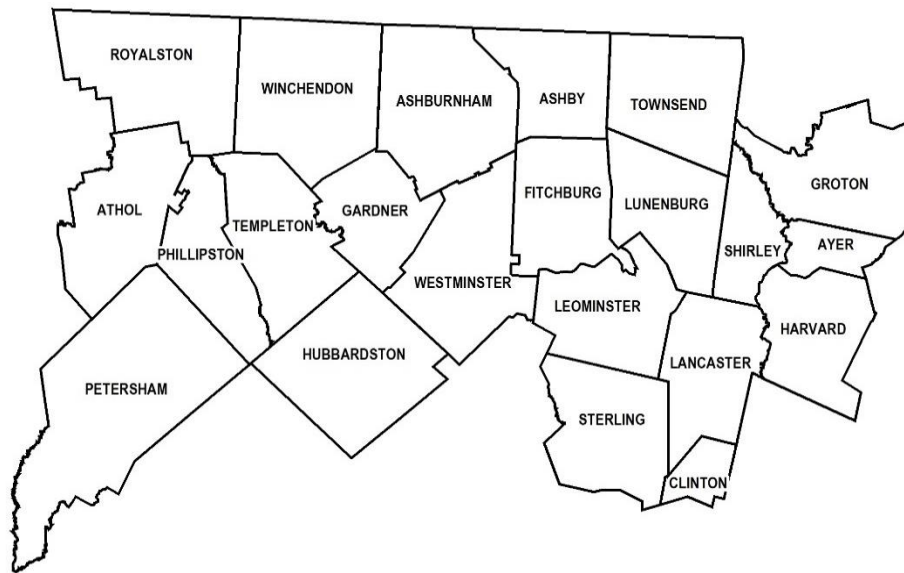 ROYALSTON
WINCHENDON
ASHBURNHAM
ASHBY
TOWNSEND
GROTON
ATHOL
PHILLIPSTON
TEMPLETON
GARDNER
FITCHBURG
LUNENBURG
SHIRLEY
AYER
WESTMINSTER
LEOMINSTER
HARVARD
HUBBARDSTON
LANCASTER
PETERSHAM
STERLING
CLINTON